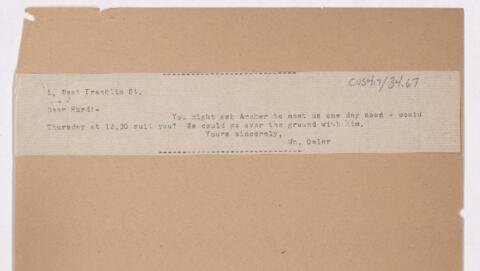 CUS417/34.67
1, West Franklin St.
Dear Hurd:-
You might ask Archer to meet us one day soon - would
Thursday at 12.30 suit you? We could go over the ground with him.
Yours sincerely,
Wm. Osler